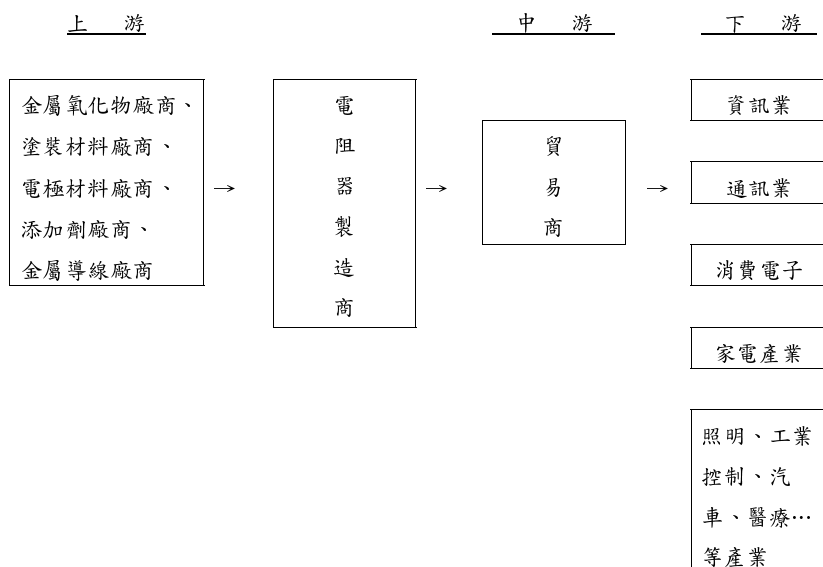 上 游
中 游
下 游
金屬氧化物廠商、
塗裝材料廠商、
電極材料廠商、
添加劑廠商、
金屬導線廠商
→
電
阻
器
製
造
商
→
貿
易
商
→
資訊業
通訊業
消費電子
家電產業
照明、工業
控制、汽
車、醫療…
等產業